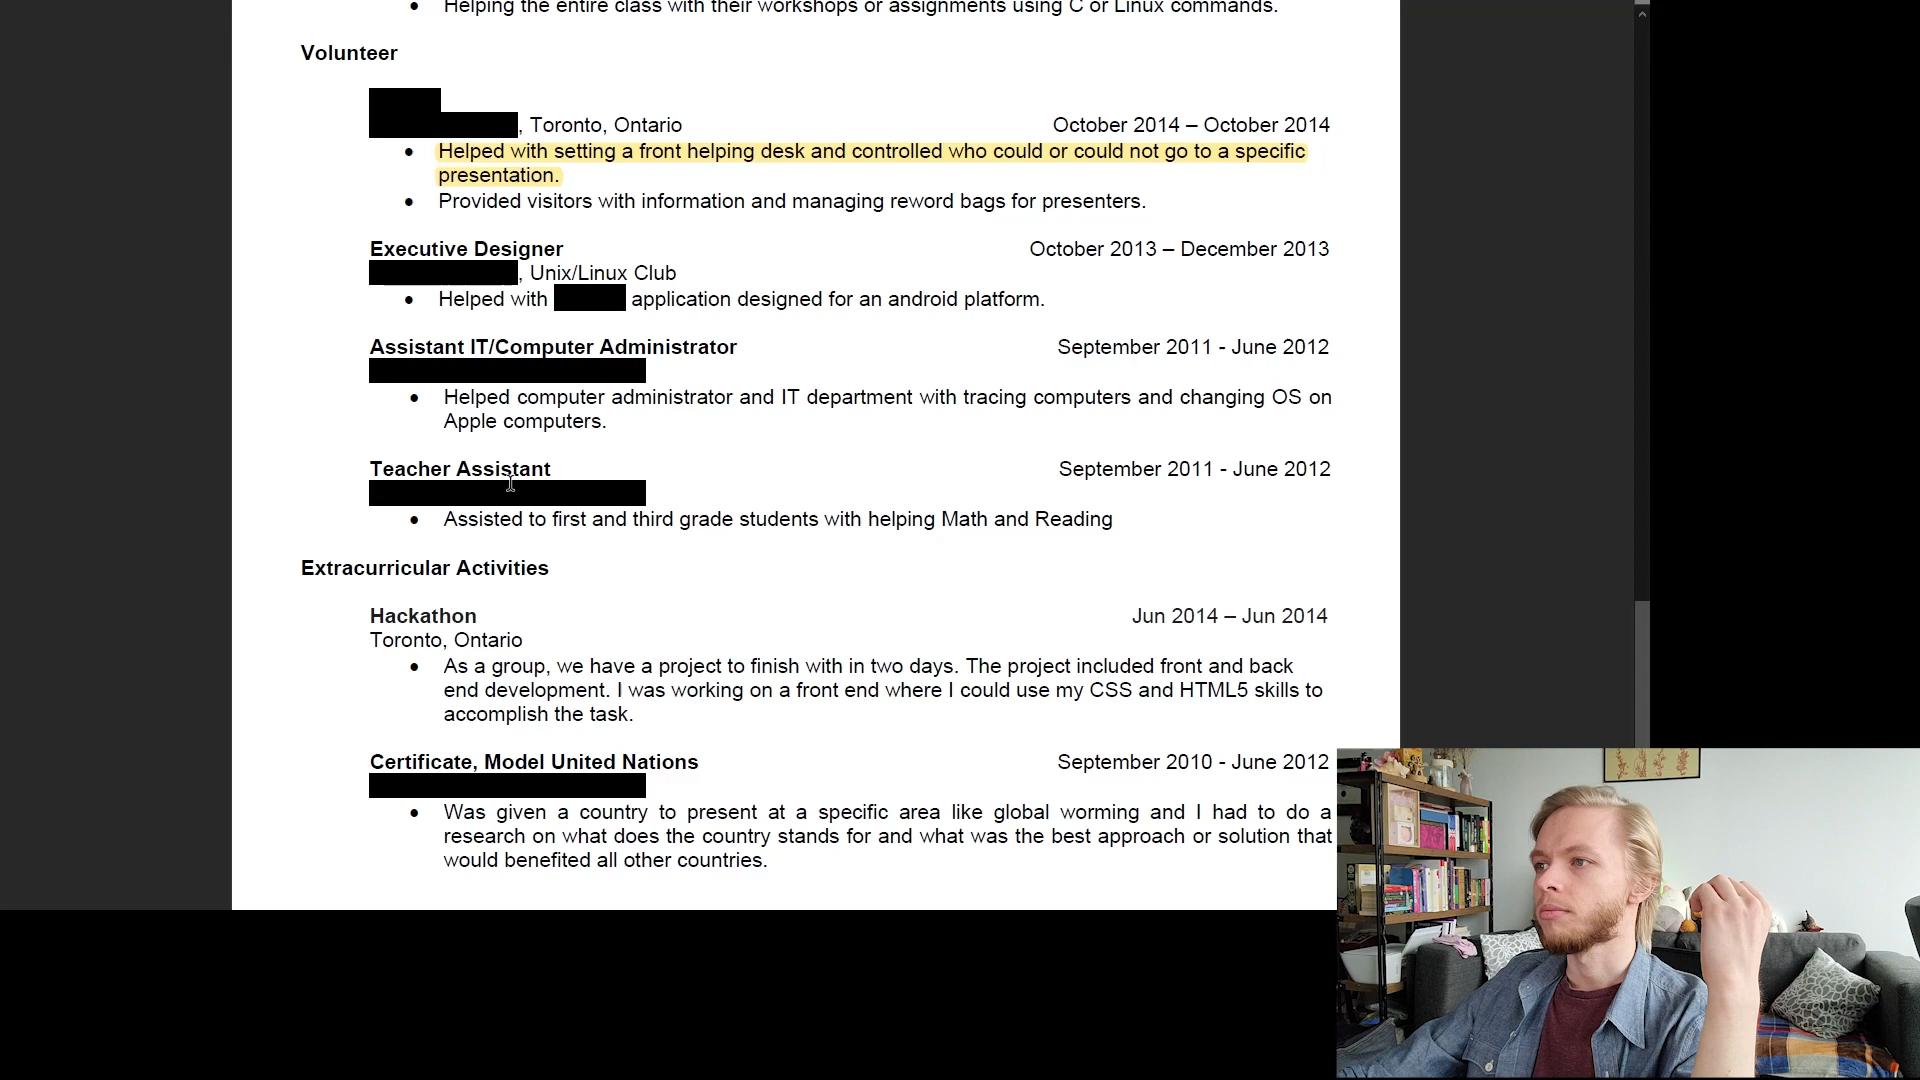 Helping the entire class with their workshops or assignments using C or Linux commands.
Volunteer
, Toronto, Ontario October 2014 – October 2014
Helped with setting a front helping desk and controlled who could or could not go to a specific
presentation.
Provided visitors with information and managing reword bags for presenters.
Executive Designer October 2013 – December 2013
, Unix/Linux Club
Helped with application designed for an android platform.
Assistant IT/Computer Administrator September 2011 - June 2012
Helped computer administrator and IT department with tracing computers and changing OS on
Apple computers.
Teacher Assistant September 2011 - June 2012
Assisted to first and third grade students with helping Math and Reading
Extracurricular Activities
Hackathon Jun 2014 – Jun 2014
Toronto, Ontario
As a group, we have a project to finish with in two days. The project included front and back
end development. I was working on a front end where I could use my CSS and HTML5 skills to
accomplish the task.
Certificate, Model United Nations September 2010 - June 2012
Was given a country to present at a specific area like global worming and I had to do a
research on what does the country stands for and what was the best approach or solution that
would benefited all other countries.